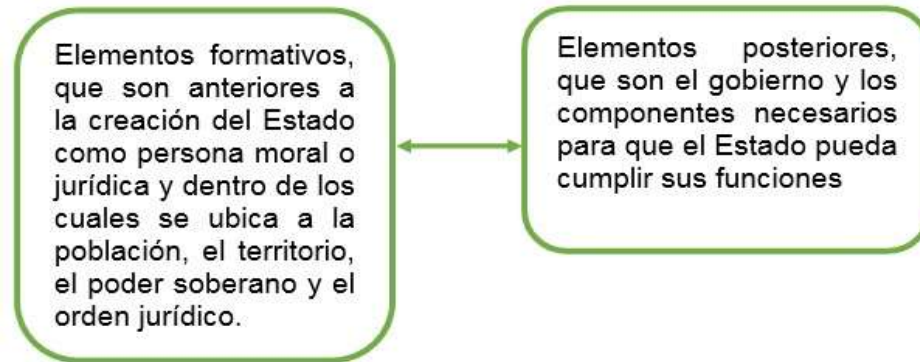 Elementos formativos,
que son anteriores a
la creación del Estado
como persona moral o
jurídica y dentro de los
cuales se ubica a la
población, el territorio,
el poder soberano y el
orden jurídico.
Elementos posteriores,
que son el gobierno y los
componentes necesarios
para que el Estado pueda
cumplir sus funciones